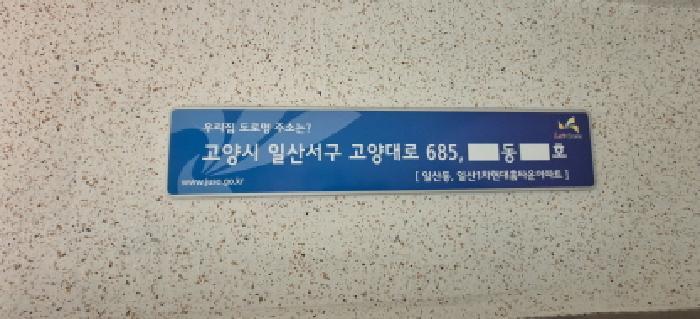 우리집 도로명 주소는?
고양시 일산서구 고양대로 685, 동 호
www.juso.go.kr
[ 일산동, 일산1차현대홈타운아파트 ]